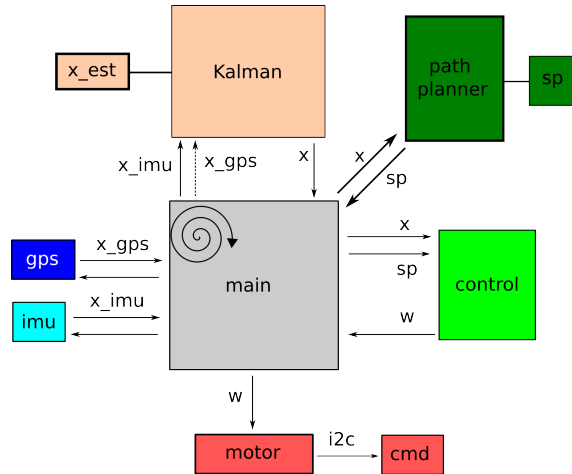 x_est
Kalman
path
planner
sp
x_imu
x_gps
x
x
sp
gps
x_gps
main
x
sp
control
imu
x_imu
w
w
motor
i2c
cmd